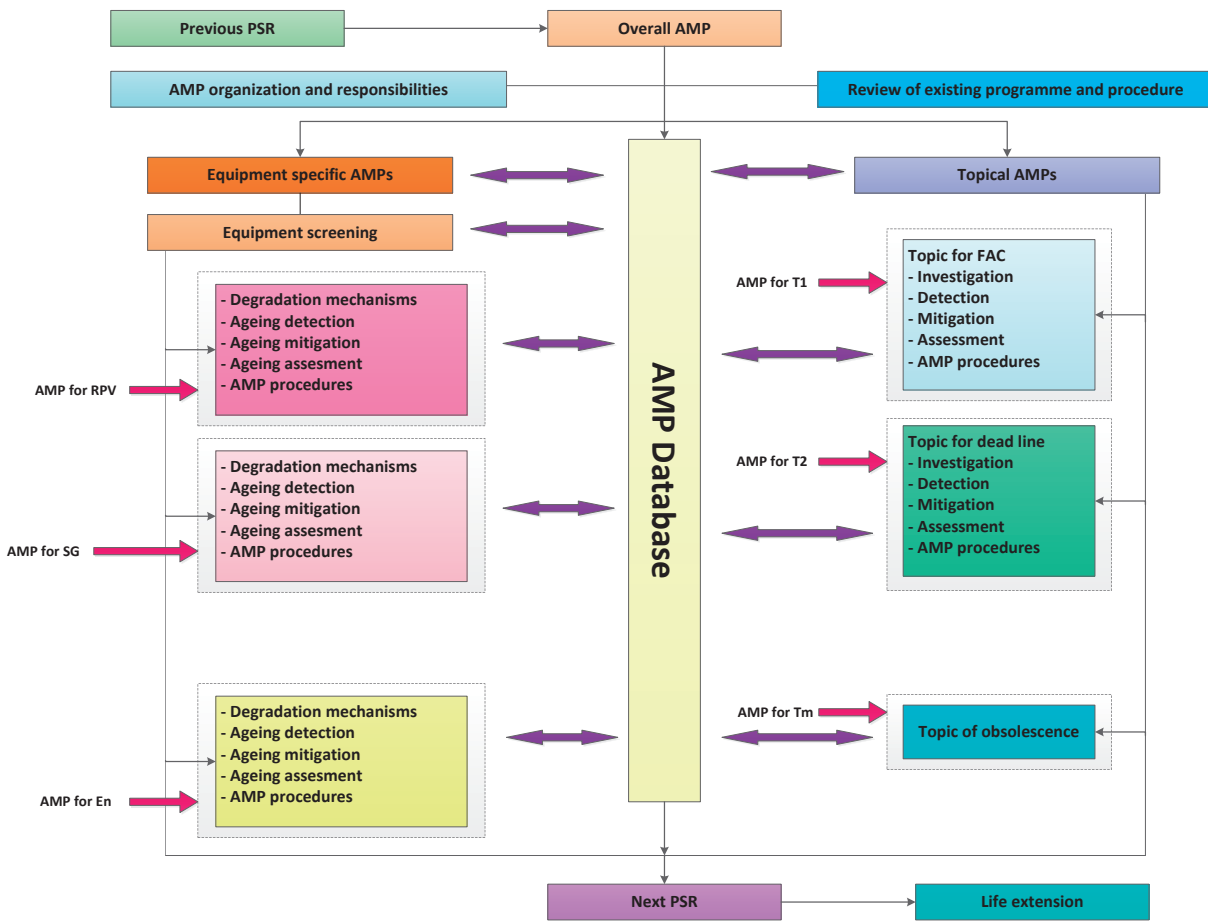 Previous PSR
Overall AMP
AMP organization and responsibilities
Review of existing programme and procedure
Equipment specific AMPs
Equipment screening
AMP for RPV
- Degradation mechanisms
- Ageing detection
- Ageing mitigation
- Ageing assesment
- AMP procedures
AMP for SG
- Degradation mechanisms
- Ageing detection
- Ageing mitigation
- Ageing assesment
- AMP procedures
AMP for En
- Degradation mechanisms
- Ageing detection
- Ageing mitigation
- Ageing assesment
- AMP procedures
AMP Database
Topical AMPs
AMP for T1
Topic for FAC
- Investigation
- Detection
- Mitigation
- Assessment
- AMP procedures
AMP for T2
Topic for dead line
- Investigation
- Detection
- Mitigation
- Assessment
- AMP procedures
AMP for Tm
Topic of obsolescence
Next PSR
Life extension